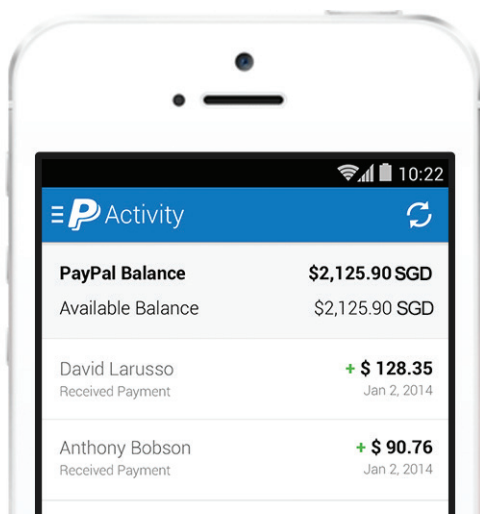 10:22
Activity
PayPal Balance $2,125.90 SGD
Available Balance $2,125.90 SGD
David Larusso + $ 128.35
Received Payment Jan 2, 2014
Anthony Bobson + $ 90.76
Received Payment Jan 2, 2014